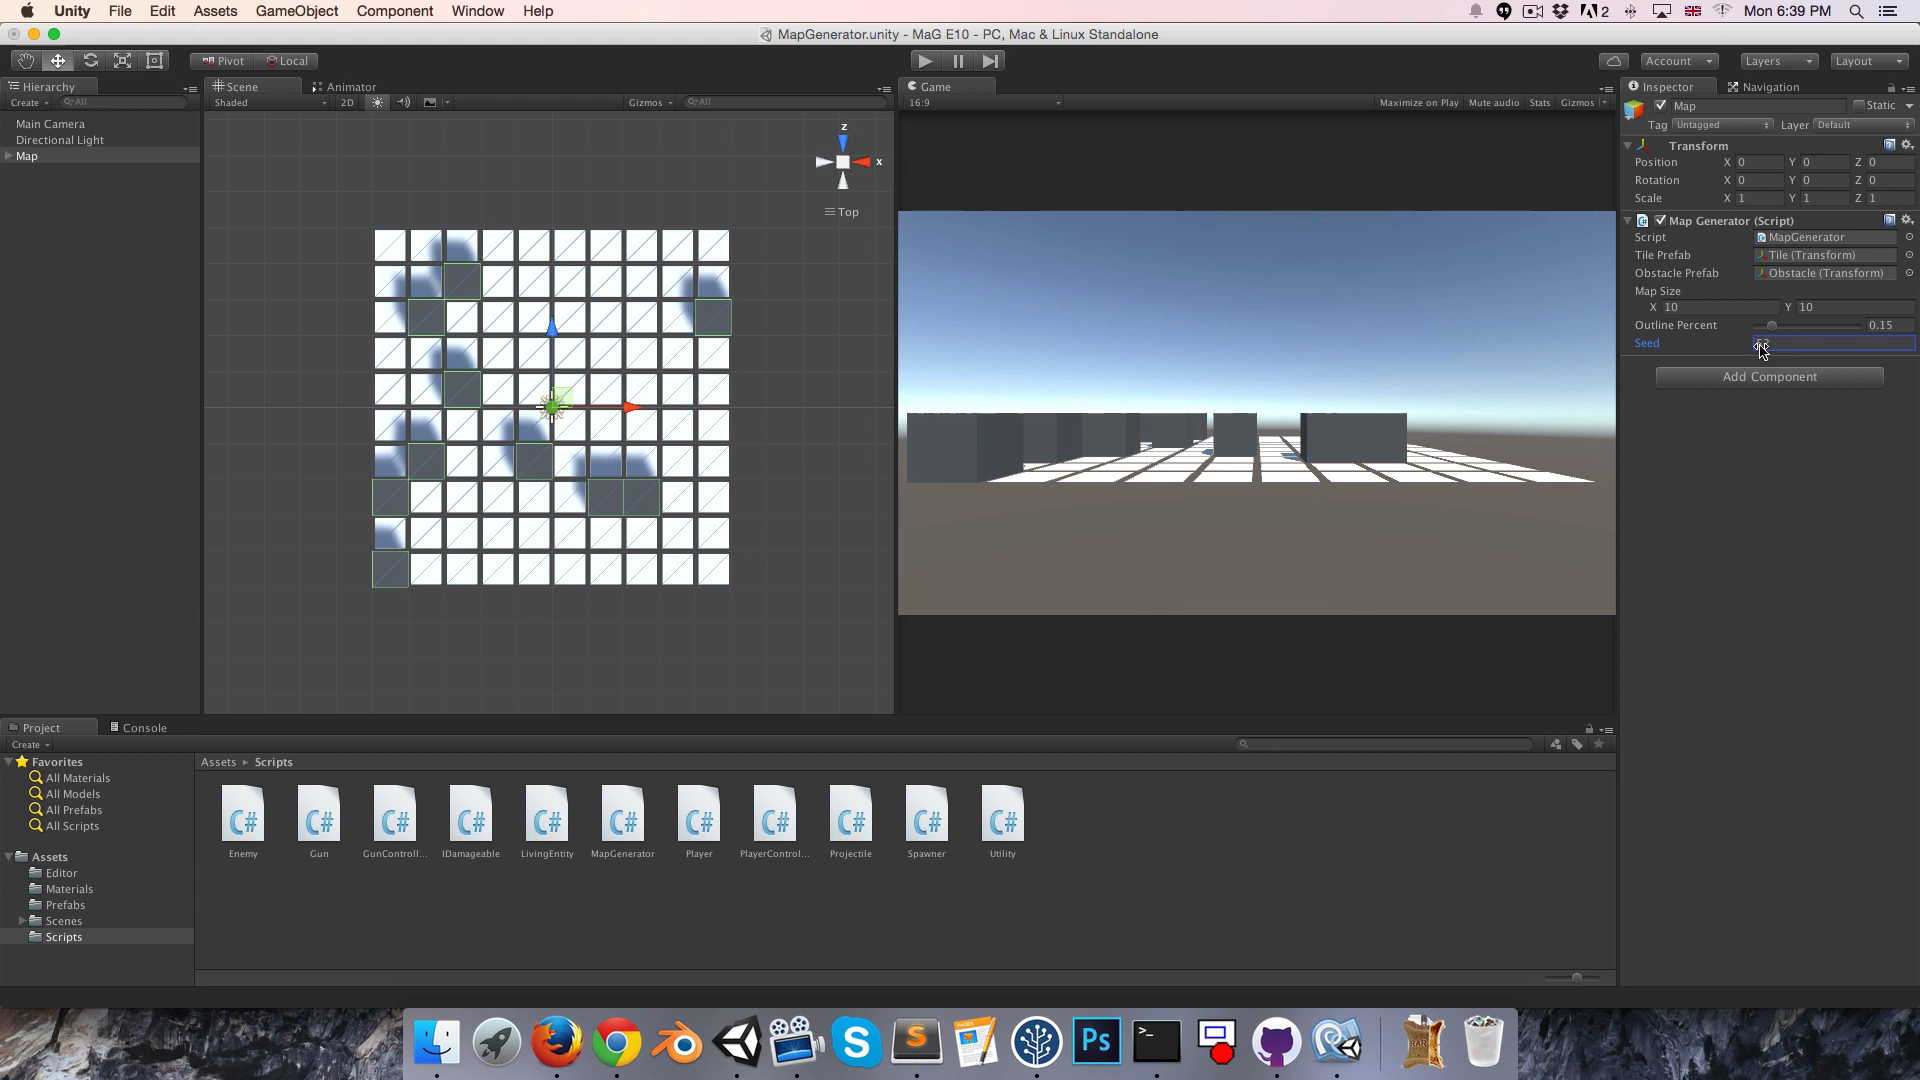 Unity File Edit Assets GameObject Component Window Help
2 Mon 6:39 PM
MapGenerator.unity - MaG E10 - PC, Mac & Linux Standalone
Pivot Local Account Layers Layout
Hierarchy Scene Animator Game Inspector Navigation
Create All Shaded 2D Gizmos All 16:9 Maximize on Play Mute audio Stats Gizmos
Map Static
Tag Untagged Layer Default
Main Camera
Directional Light
Map
z
x
Top
Transform
Position X 0 Y 0 Z 0
Rotation X 0 Y 0 Z 0
Scale X 1 Y 1 Z 1
Map Generator (Script)
Script MapGenerator
Tile Prefab Tile (Transform)
Obstacle Prefab Obstacle (Transform)
Map Size
X 10 Y 10
Outline Percent 0.15
Seed
Add Component
Project Console
Create
Favorites
All Materials
All Models
All Prefabs
All Scripts
Assets
Editor
Materials
Prefabs
Scenes
Scripts
Assets Scripts
C# C# C# C# C# C# C# C# C# C# C#
Enemy Gun GunControll... IDamageable LivingEntity MapGenerator Player PlayerControl... Projectile Spawner Utility
PAGES Ps >_ RAR